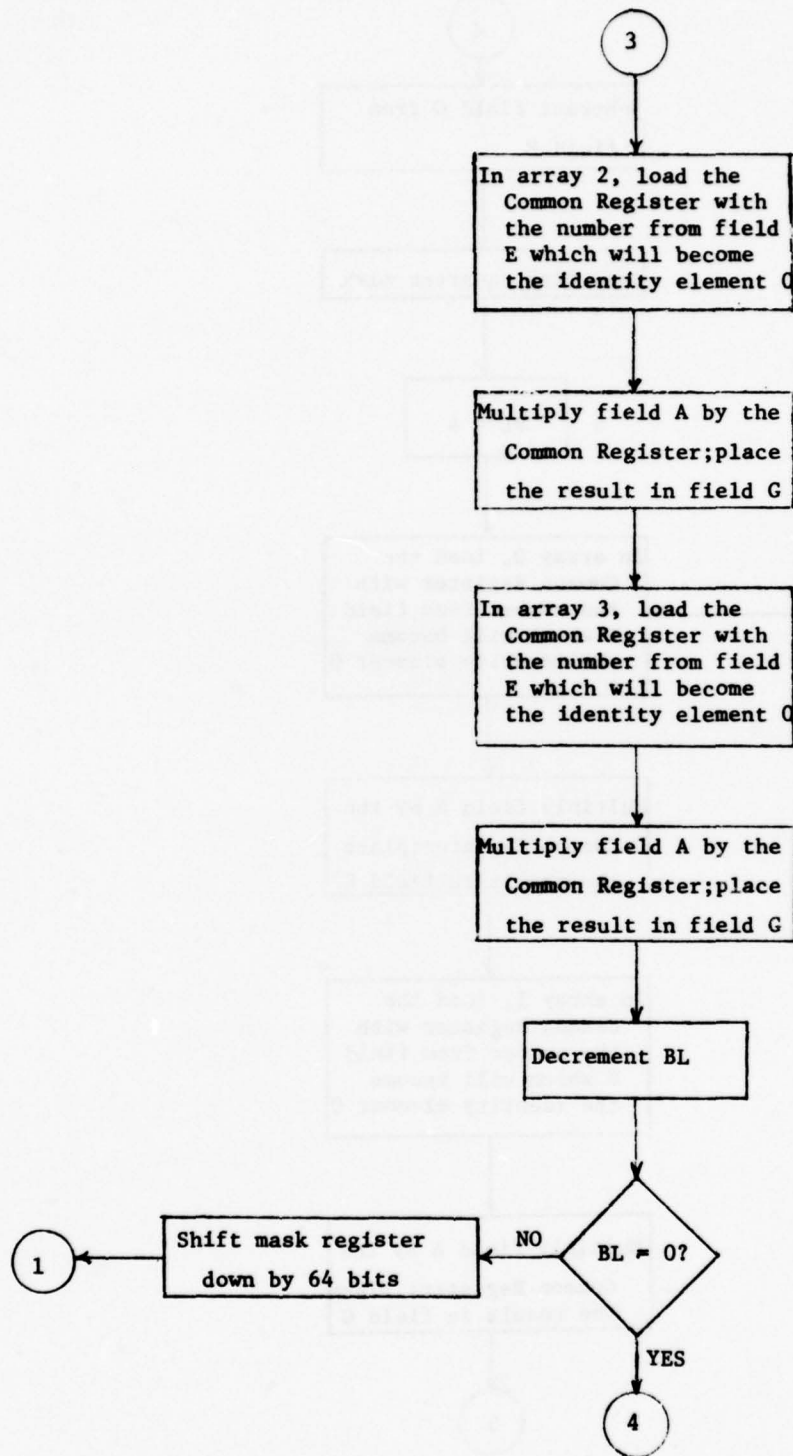 3
In array 2, load the
Common Register with
the number from field
E which will become
the identity element 0
Multiply field A by the
Common Register;place
the result in field G
In array 3, load the
Common Register with
the number from field
E which will become
the identity element 0
Multiply field A by the
Common Register;place
the result in field G
Decrement BL
BL = 0?
NO
Shift mask register
down by 64 bits
1
YES
4